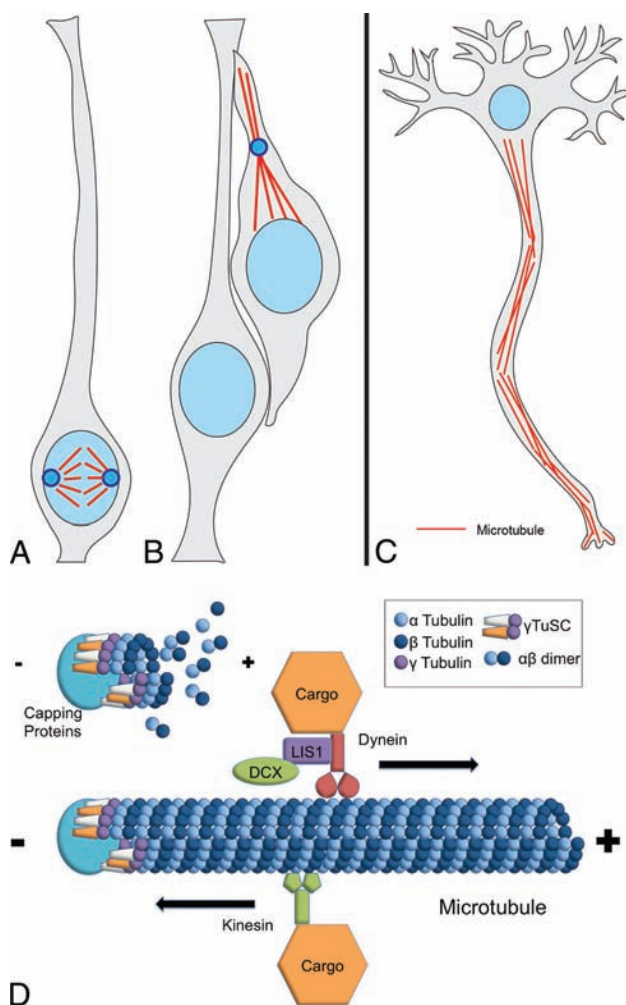 A
B
C
Microtubule
α Tubulin
β Tubulin
γ Tubulin
γTuSC
αβ dimer
-
+
Capping
Proteins
Cargo
Dynein
LIS1
DCX
-
+
Kinesin
Microtubule
Cargo
D